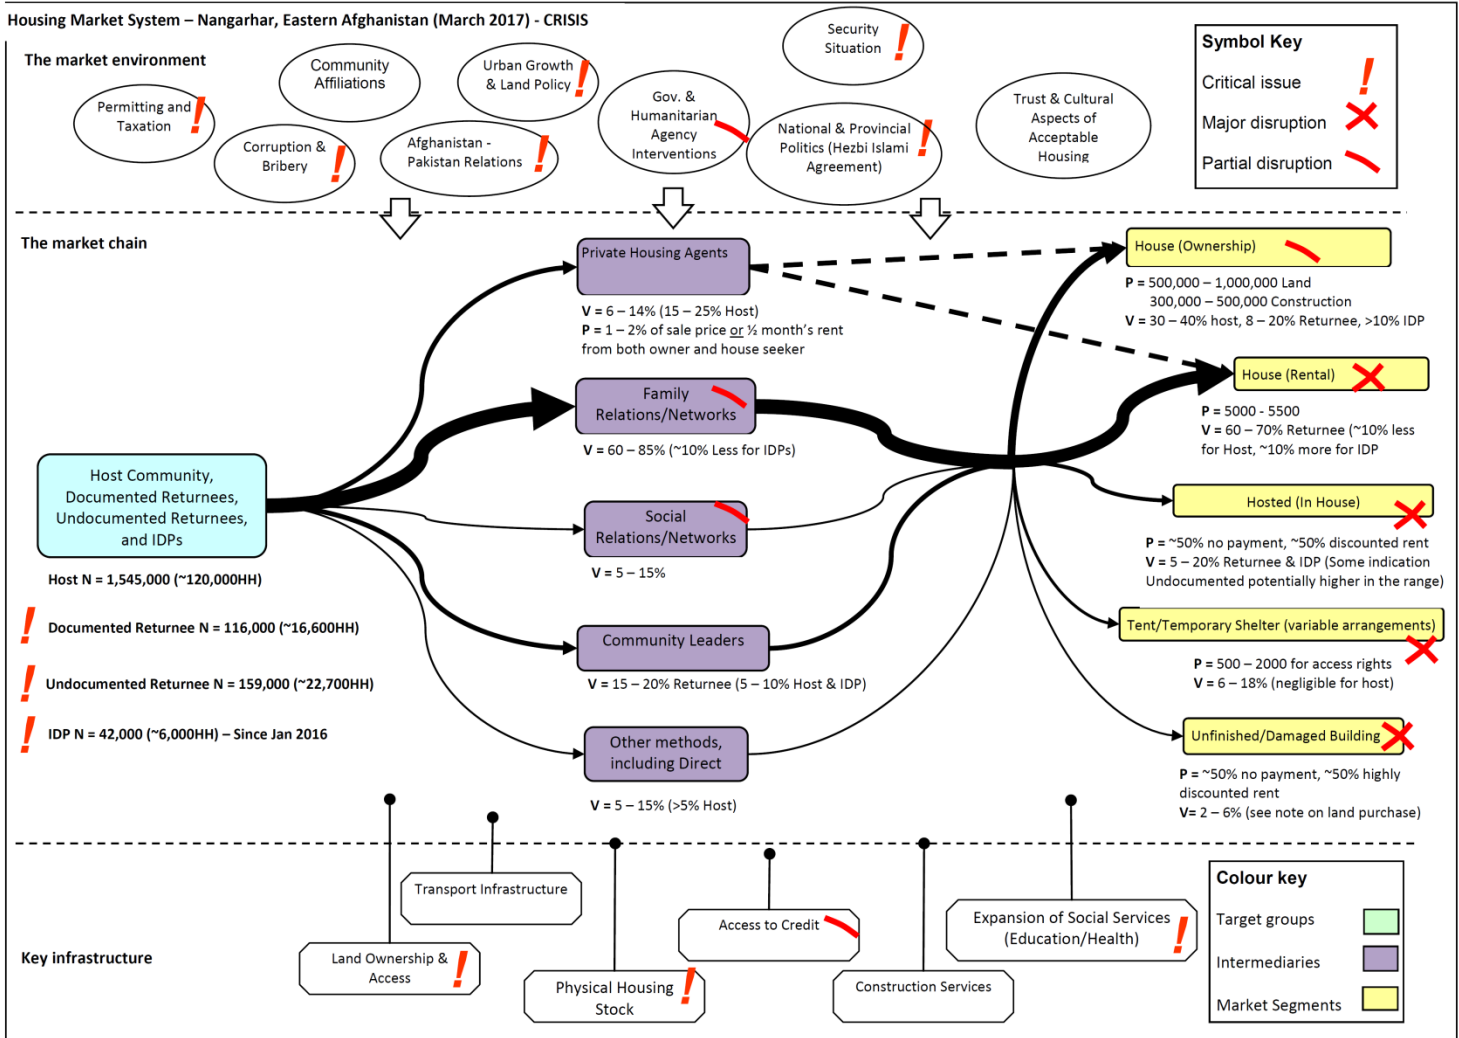 Housing Market System – Nangarhar, Eastern Afghanistan (March 2017) - CRISIS
The market environment
Permitting and
Taxation
Community
Affiliations
Corruption &
Bribery
Urban Growth
& Land Policy
Afghanistan -
Pakistan Relations
Gov. &
Humanitarian
Agency
Interventions
Security
Situation
National & Provincial
Politics (Hezbi Islami
Agreement)
Trust & Cultural
Aspects of
Acceptable
Housing
Symbol Key
Critical issue
Major disruption
Partial disruption
The market chain
Host Community,
Documented Returnees,
Undocumented Returnees,
and IDPs
Host N = 1,545,000 (~120,000HH)
Documented Returnee N = 116,000 (~16,600HH)
Undocumented Returnee N = 159,000 (~22,700HH)
IDP N = 42,000 (~6,000HH) – Since Jan 2016
Private Housing Agents
V = 6 – 14% (15 – 25% Host)
P = 1 – 2% of sale price or ½ month's rent
from both owner and house seeker
Family
Relations/Networks
V = 60 – 85% (~10% Less for IDPs)
Social
Relations/Networks
V = 5 – 15%
Community Leaders
V = 15 – 20% Returnee (5 – 10% Host & IDP)
Other methods,
including Direct
V = 5 – 15% (>5% Host)
House (Ownership)
P = 500,000 – 1,000,000 Land
300,000 – 500,000 Construction
V = 30 – 40% host, 8 – 20% Returnee, >10% IDP
House (Rental)
P = 5000 - 5500
V = 60 – 70% Returnee (~10% less
for Host, ~10% more for IDP
Hosted (In House)
P = ~50% no payment, ~50% discounted rent
V = 5 – 20% Returnee & IDP (Some indication
Undocumented potentially higher in the range)
Tent/Temporary Shelter (variable arrangements)
P = 500 – 2000 for access rights
V = 6 – 18% (negligible for host)
Unfinished/Damaged Building
P = ~50% no payment, ~50% highly
discounted rent
V= 2 – 6% (see note on land purchase)
Key infrastructure
Land Ownership &
Access
Transport Infrastructure
Physical Housing
Stock
Access to Credit
Construction Services
Expansion of Social Services
(Education/Health)
Colour key
Target groups
Intermediaries
Market Segments